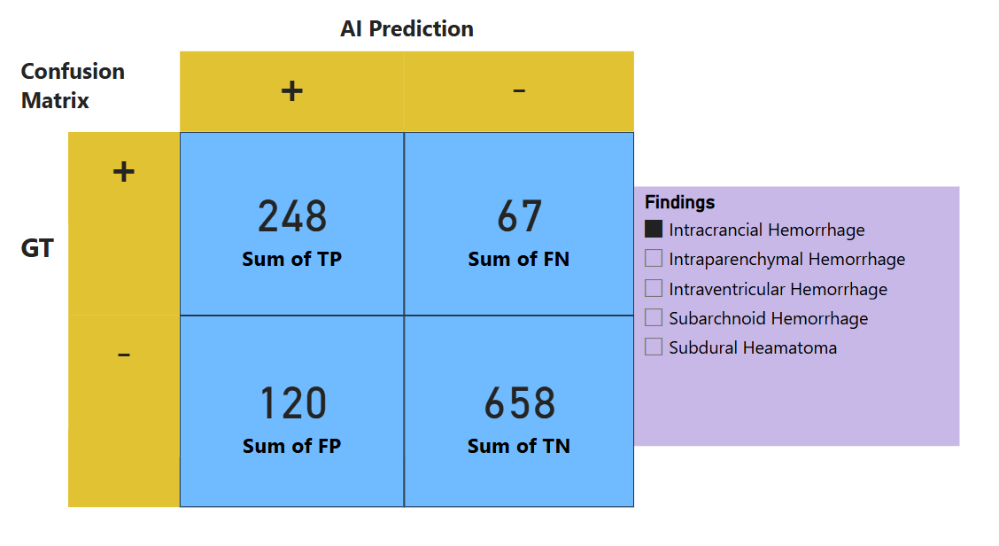 AI Prediction
Confusion
Matrix
+
-
+
248
Sum of TP
67
Sum of FN
GT
-
120
Sum of FP
658
Sum of TN
Findings
Intracrancial Hemorrhage
Intraparenchymal Hemorrhage
Intraventricular Hemorrhage
Subarchnoid Hemorrhage
Subdural Heamatoma